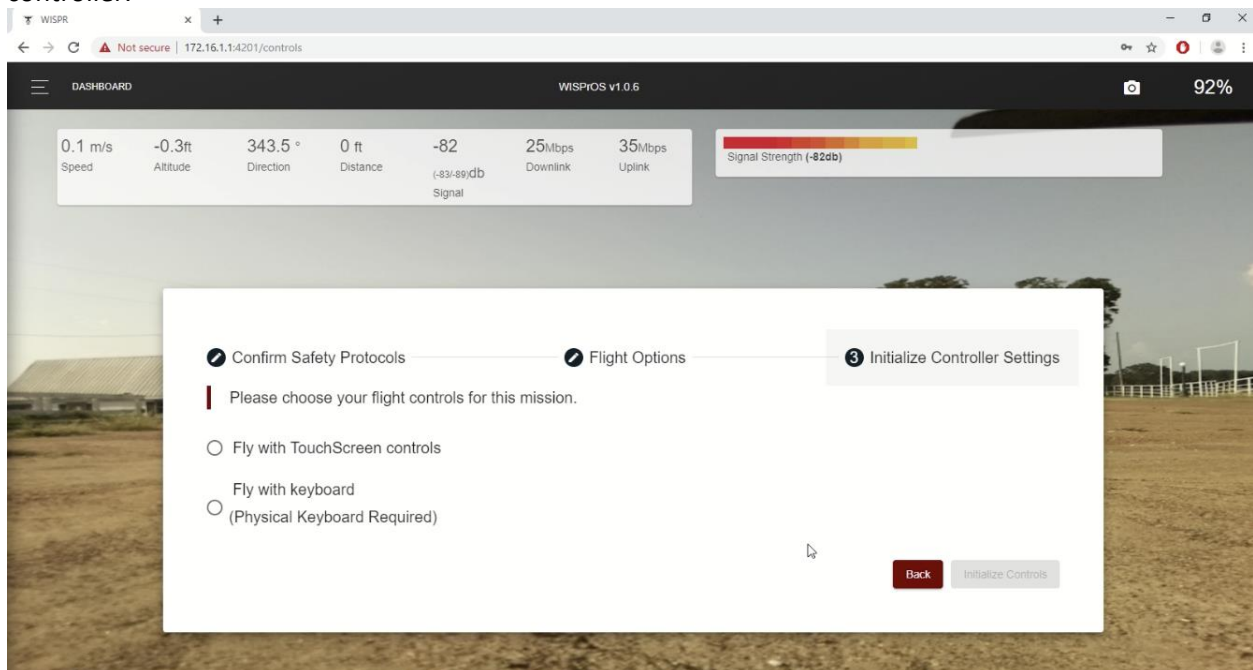 WISPR
Not secure | 172.16.1.1:4201/controls
DASHBOARD
WISPrOS v1.0.6
92%
0.1 m/s
-0.3ft
343.5 °
0 ft
-82
25Mbps
35Mbps
Speed
Altitude
Direction
Distance
(-83/-89)db
Downlink
Uplink
Signal
Signal Strength (-82db)
Confirm Safety Protocols
Flight Options
3 Initialize Controller Settings
Please choose your flight controls for this mission.
Fly with TouchScreen controls
Fly with keyboard
(Physical Keyboard Required)
Back
Initialize Controls